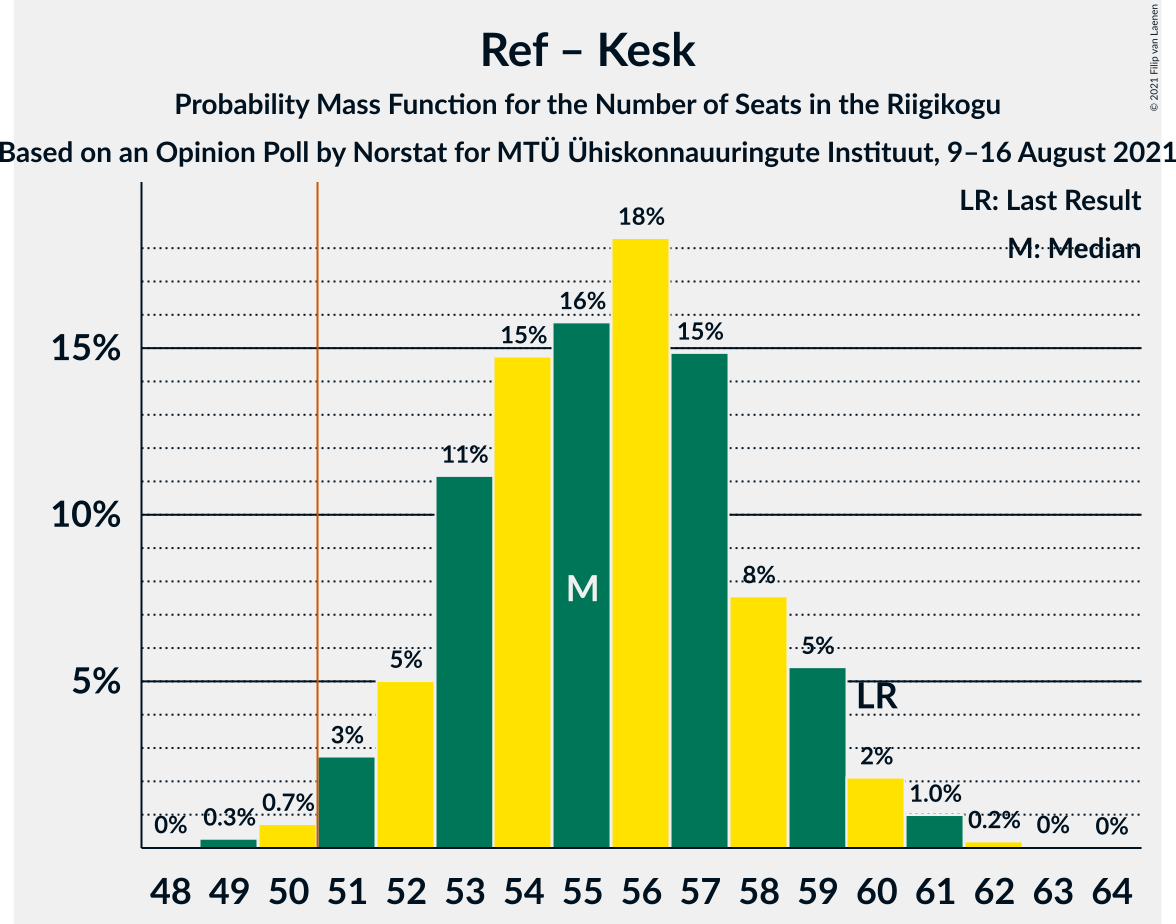 Ref – Kesk
Probability Mass Function for the Number of Seats in the Riigikogu
Based on an Opinion Poll by Norstat for MTÜ Ühiskonnauuringute Instituut, 9–16 August 2021
© 2021 Filip van Laenen
LR: Last Result
M: Median
15%
10%
5%
0%
0.3%
0.7%
3%
5%
11%
15%
16%
18%
15%
8%
5%
2%
1.0%
0.2%
0%
0%
M
LR
48 49 50 51 52 53 54 55 56 57 58 59 60 61 62 63 64